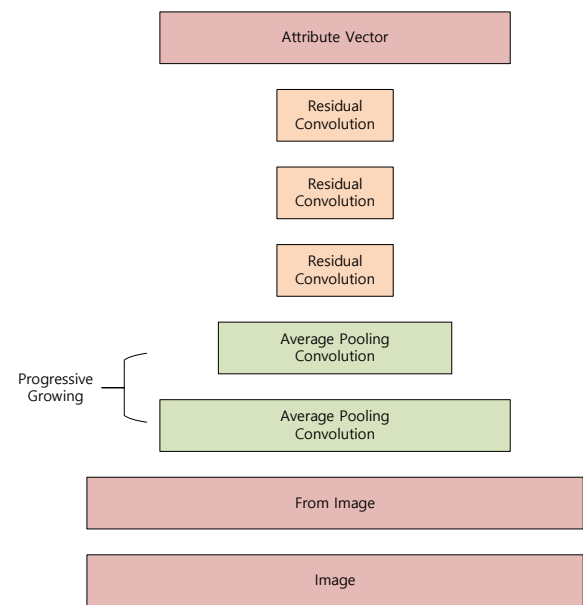 Attribute Vector
Residual
Convolution
Residual
Convolution
Residual
Convolution
Average Pooling
Convolution
Progressive
Growing
Average Pooling
Convolution
From Image
Image